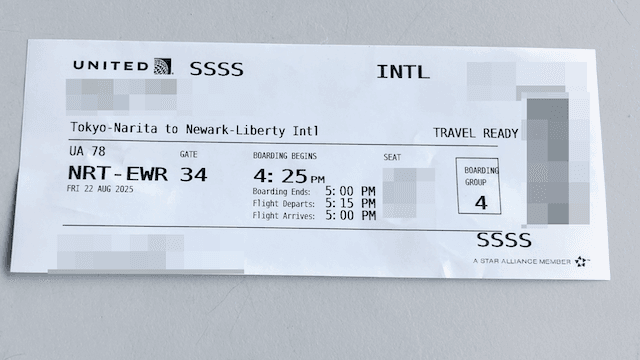 UNITED SSSS INTL
Tokyo-Narita to Newark-Liberty Intl TRAVEL READY
UA 78 GATE BOARDING BEGINS SEAT BOARDING GROUP 4
NRT-EWR 34 4:25 PM
FRI 22 AUG 2025 Boarding Ends: 5:00 PM
Flight Departs: 5:15 PM
Flight Arrives: 5:00 PM
SSSS
A STAR ALLIANCE MEMBER